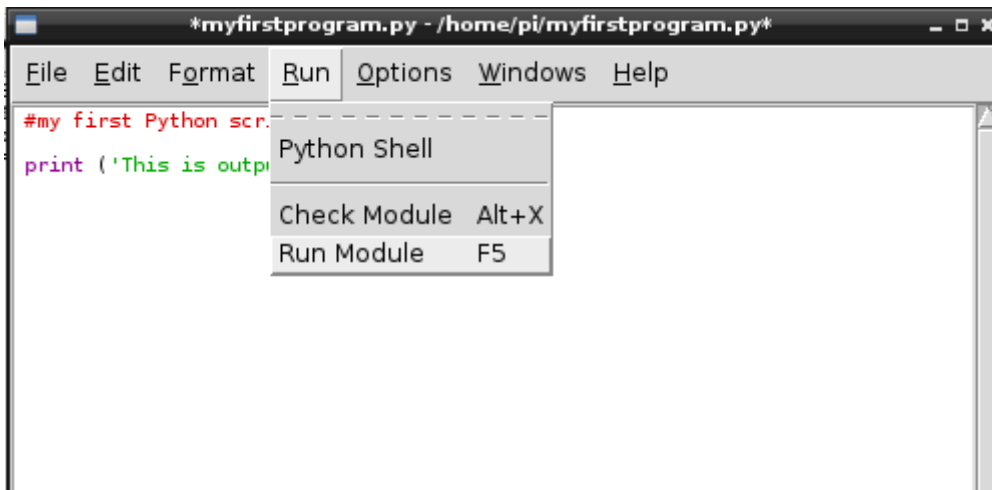 *myfirstprogram.py - /home/pi/myfirstprogram.py*
File Edit Format Run Options Windows Help
#my first Python scr
print ('This is outp
Python Shell
Check Module Alt+X
Run Module F5